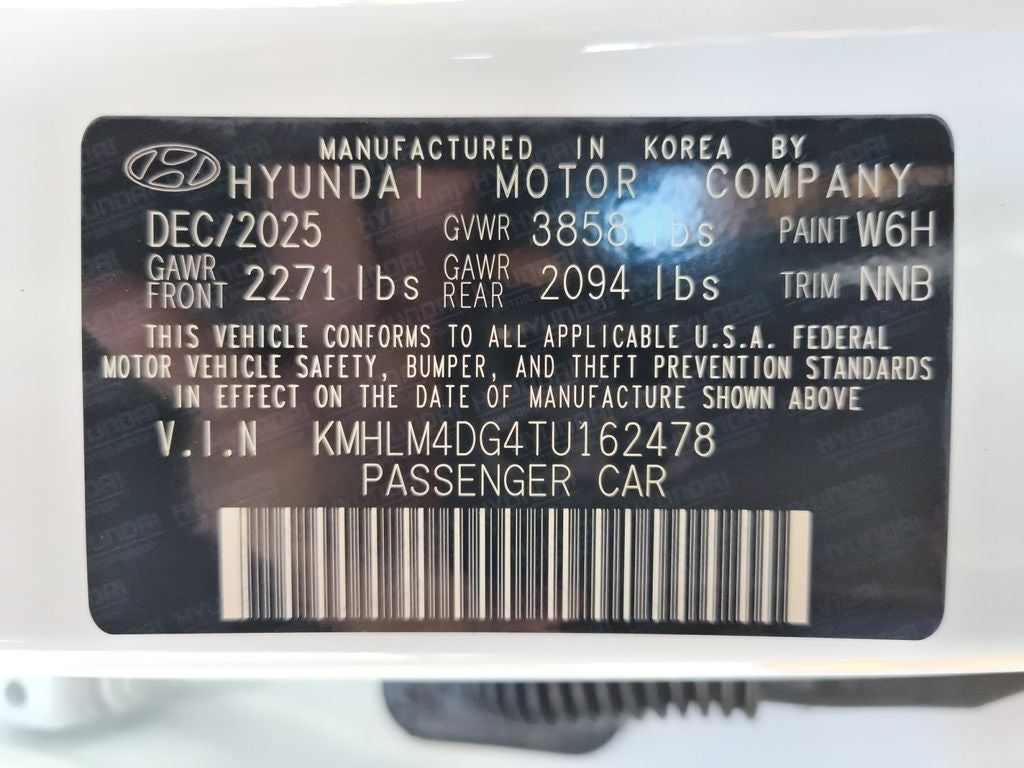 MANUFACTURED IN KOREA BY
HYUNDAI MOTOR COMPANY
DEC/2025 GVWR 3858 lbs PAINT W6H
GAWR FRONT 2271 lbs GAWR REAR 2094 lbs TRIM NNB
THIS VEHICLE CONFORMS TO ALL APPLICABLE U.S.A. FEDERAL
MOTOR VEHICLE SAFETY, BUMPER, AND THEFT PREVENTION STANDARDS
IN EFFECT ON THE DATE OF MANUFACTURE SHOWN ABOVE
V.I.N KMHLM4DG4TU162478
PASSENGER CAR